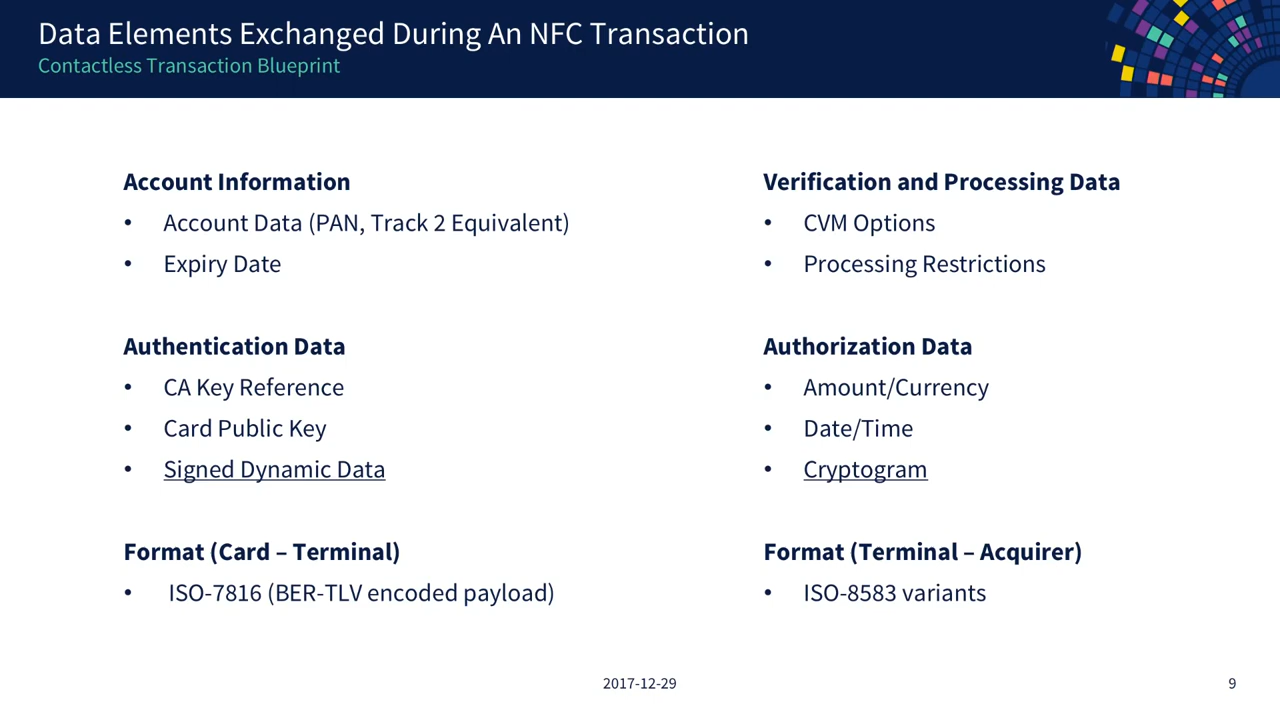 Data Elements Exchanged During An NFC Transaction
Contactless Transaction Blueprint
Account Information
• Account Data (PAN, Track 2 Equivalent)
• Expiry Date
Authentication Data
• CA Key Reference
• Card Public Key
• Signed Dynamic Data
Format (Card – Terminal)
• ISO-7816 (BER-TLV encoded payload)
Verification and Processing Data
• CVM Options
• Processing Restrictions
Authorization Data
• Amount/Currency
• Date/Time
• Cryptogram
Format (Terminal – Acquirer)
• ISO-8583 variants
2017-12-29
9